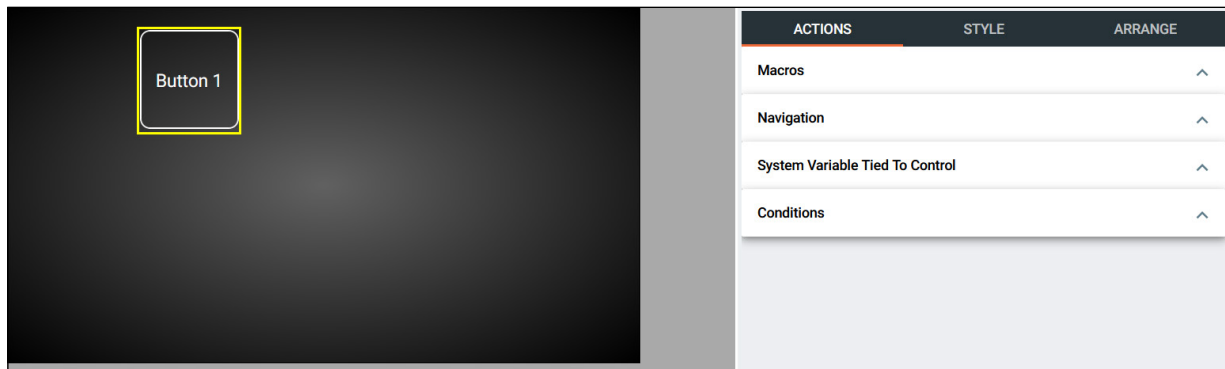 Button 1
ACTIONS STYLE ARRANGE
Macros
Navigation
System Variable Tied To Control
Conditions